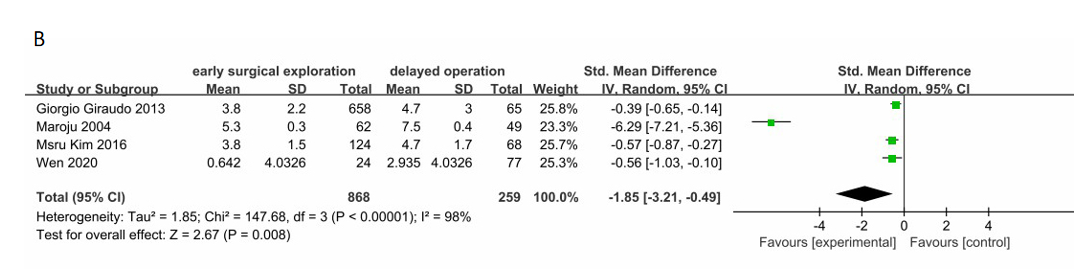 B
early surgical exploration delayed operation Std. Mean Difference Std. Mean Difference
Study or Subgroup Mean SD Total Mean SD Total Weight IV, Random, 95% CI IV, Random, 95% CI
Giorgio Giraudo 2013 3.8 2.2 658 4.7 3 65 25.8% -0.39 [-0.65, -0.14]
Maroju 2004 5.3 0.3 62 7.5 0.4 49 23.3% -6.29 [-7.21, -5.36]
Msru Kim 2016 3.8 1.5 124 4.7 1.7 68 25.7% -0.57 [-0.87, -0.27]
Wen 2020 0.642 4.0326 24 2.935 4.0326 77 25.3% -0.56 [-1.03, -0.10]
Total (95% CI) 868 259 100.0% -1.85 [-3.21, -0.49]
Heterogeneity: Tau² = 1.85; Chi² = 147.68, df = 3 (P < 0.00001); I² = 98%
Test for overall effect: Z = 2.67 (P = 0.008)
-4 -2 0 2 4
Favours [experimental] Favours [control]